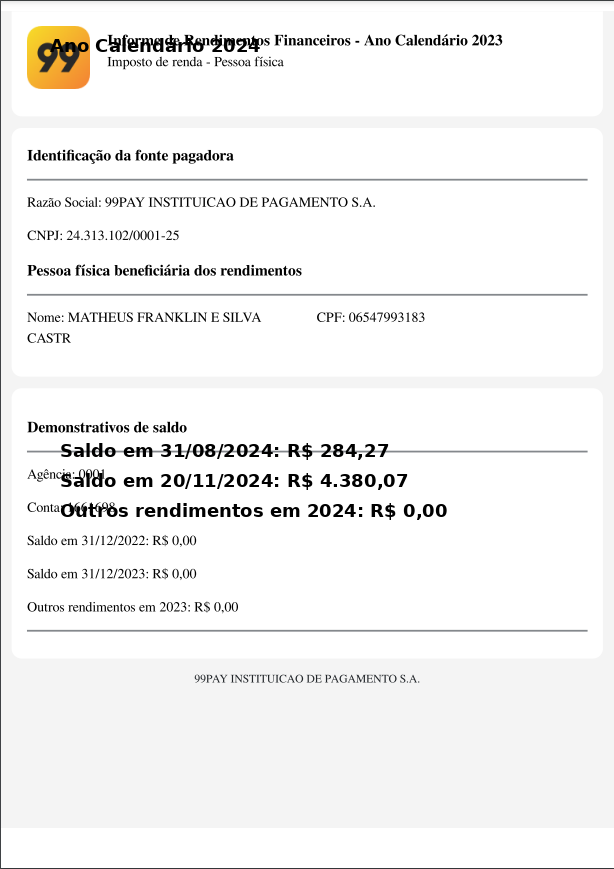 99
Informe de Rendimentos Financeiros - Ano Calendário 2023
Ano Calendário 2024
Imposto de renda - Pessoa física
Identificação da fonte pagadora
Razão Social: 99PAY INSTITUICAO DE PAGAMENTO S.A.
CNPJ: 24.313.102/0001-25
Pessoa física beneficiária dos rendimentos
Nome: MATHEUS FRANKLIN E SILVA CPF: 06547993183
CASTR
Demonstrativos de saldo
Saldo em 31/08/2024: R$ 284,27
Agência: 0001
Saldo em 20/11/2024: R$ 4.380,07
Conta:
Outros rendimentos em 2024: R$ 0,00
Saldo em 31/12/2022: R$ 0,00
Saldo em 31/12/2023: R$ 0,00
Outros rendimentos em 2023: R$ 0,00
99PAY INSTITUICAO DE PAGAMENTO S.A.